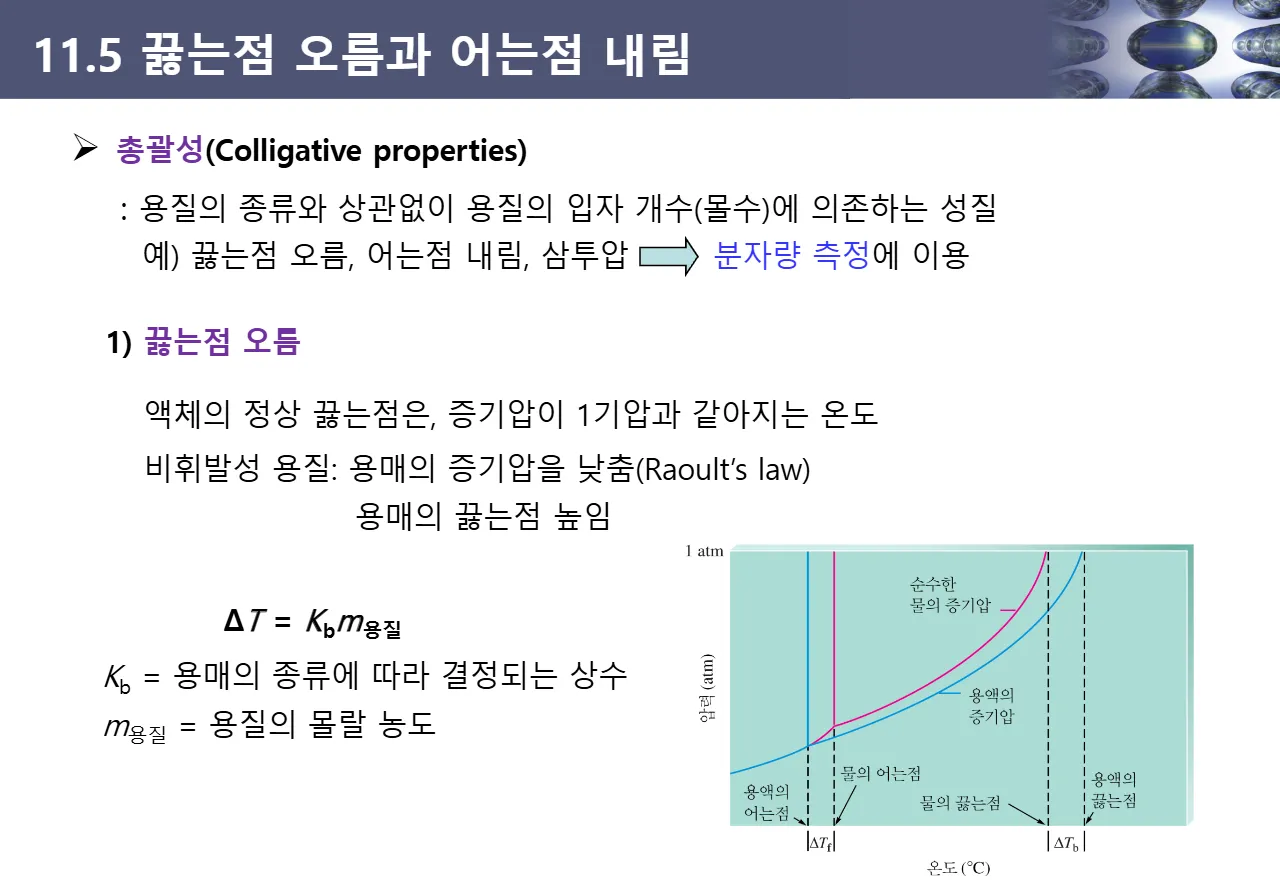 11.5 끓는점 오름과 어는점 내림
➢ 총괄성(Colligative properties)
: 용질의 종류와 상관없이 용질의 입자 개수(몰수)에 의존하는 성질
예) 끓는점 오름, 어는점 내림, 삼투압 분자량 측정에 이용
1) 끓는점 오름
액체의 정상 끓는점은, 증기압이 1기압과 같아지는 온도
비휘발성 용질: 용매의 증기압을 낮춤(Raoult’s law)
용매의 끓는점 높임
ΔT = Kbm용질
Kb = 용매의 종류에 따라 결정되는 상수
m용질 = 용질의 몰랄 농도
1 atm
순수한
물의 증기압
압력 (atm)
용액의
증기압
물의 어는점
용액의
어는점
물의 끓는점
용액의
끓는점
ΔTf
ΔTb
온도 (°C)